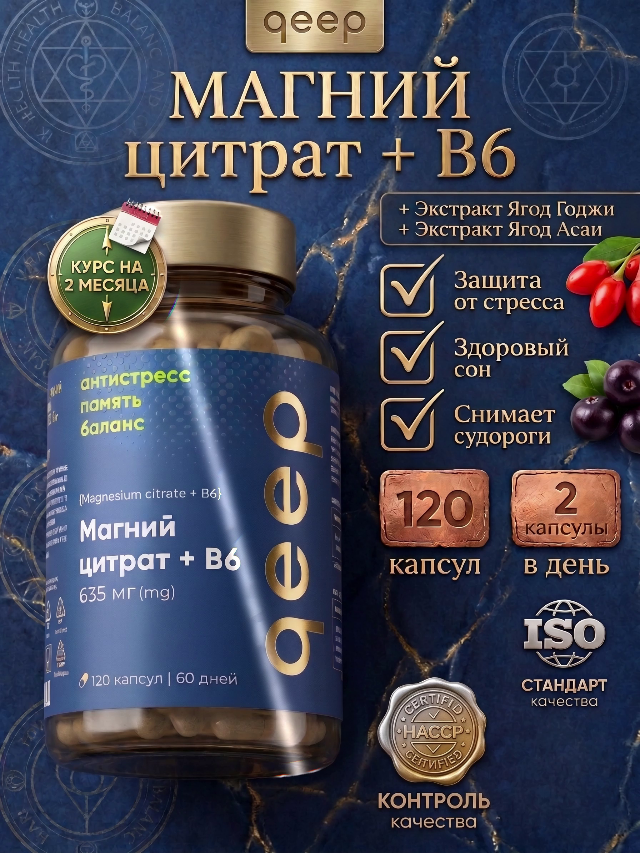 qeep
МАГНИЙ
цитрат + B6
+ Экстракт Ягод Годжи
+ Экстракт Ягод Асаи
КУРС НА
2 МЕСЯЦА
Защита
от стресса
Здоровый
сон
Снимает
судороги
антистресс
память
баланс
qeep
{Magnesium citrate + B6}
Магний
цитрат + B6
635 мг (mg)
120 капсул | 60 дней
120
капсул
2
капсулы
в день
ISO
СТАНДАРТ
качества
CERTIFIED
HACCP
CERTIFIED
КОНТРОЛЬ
качества